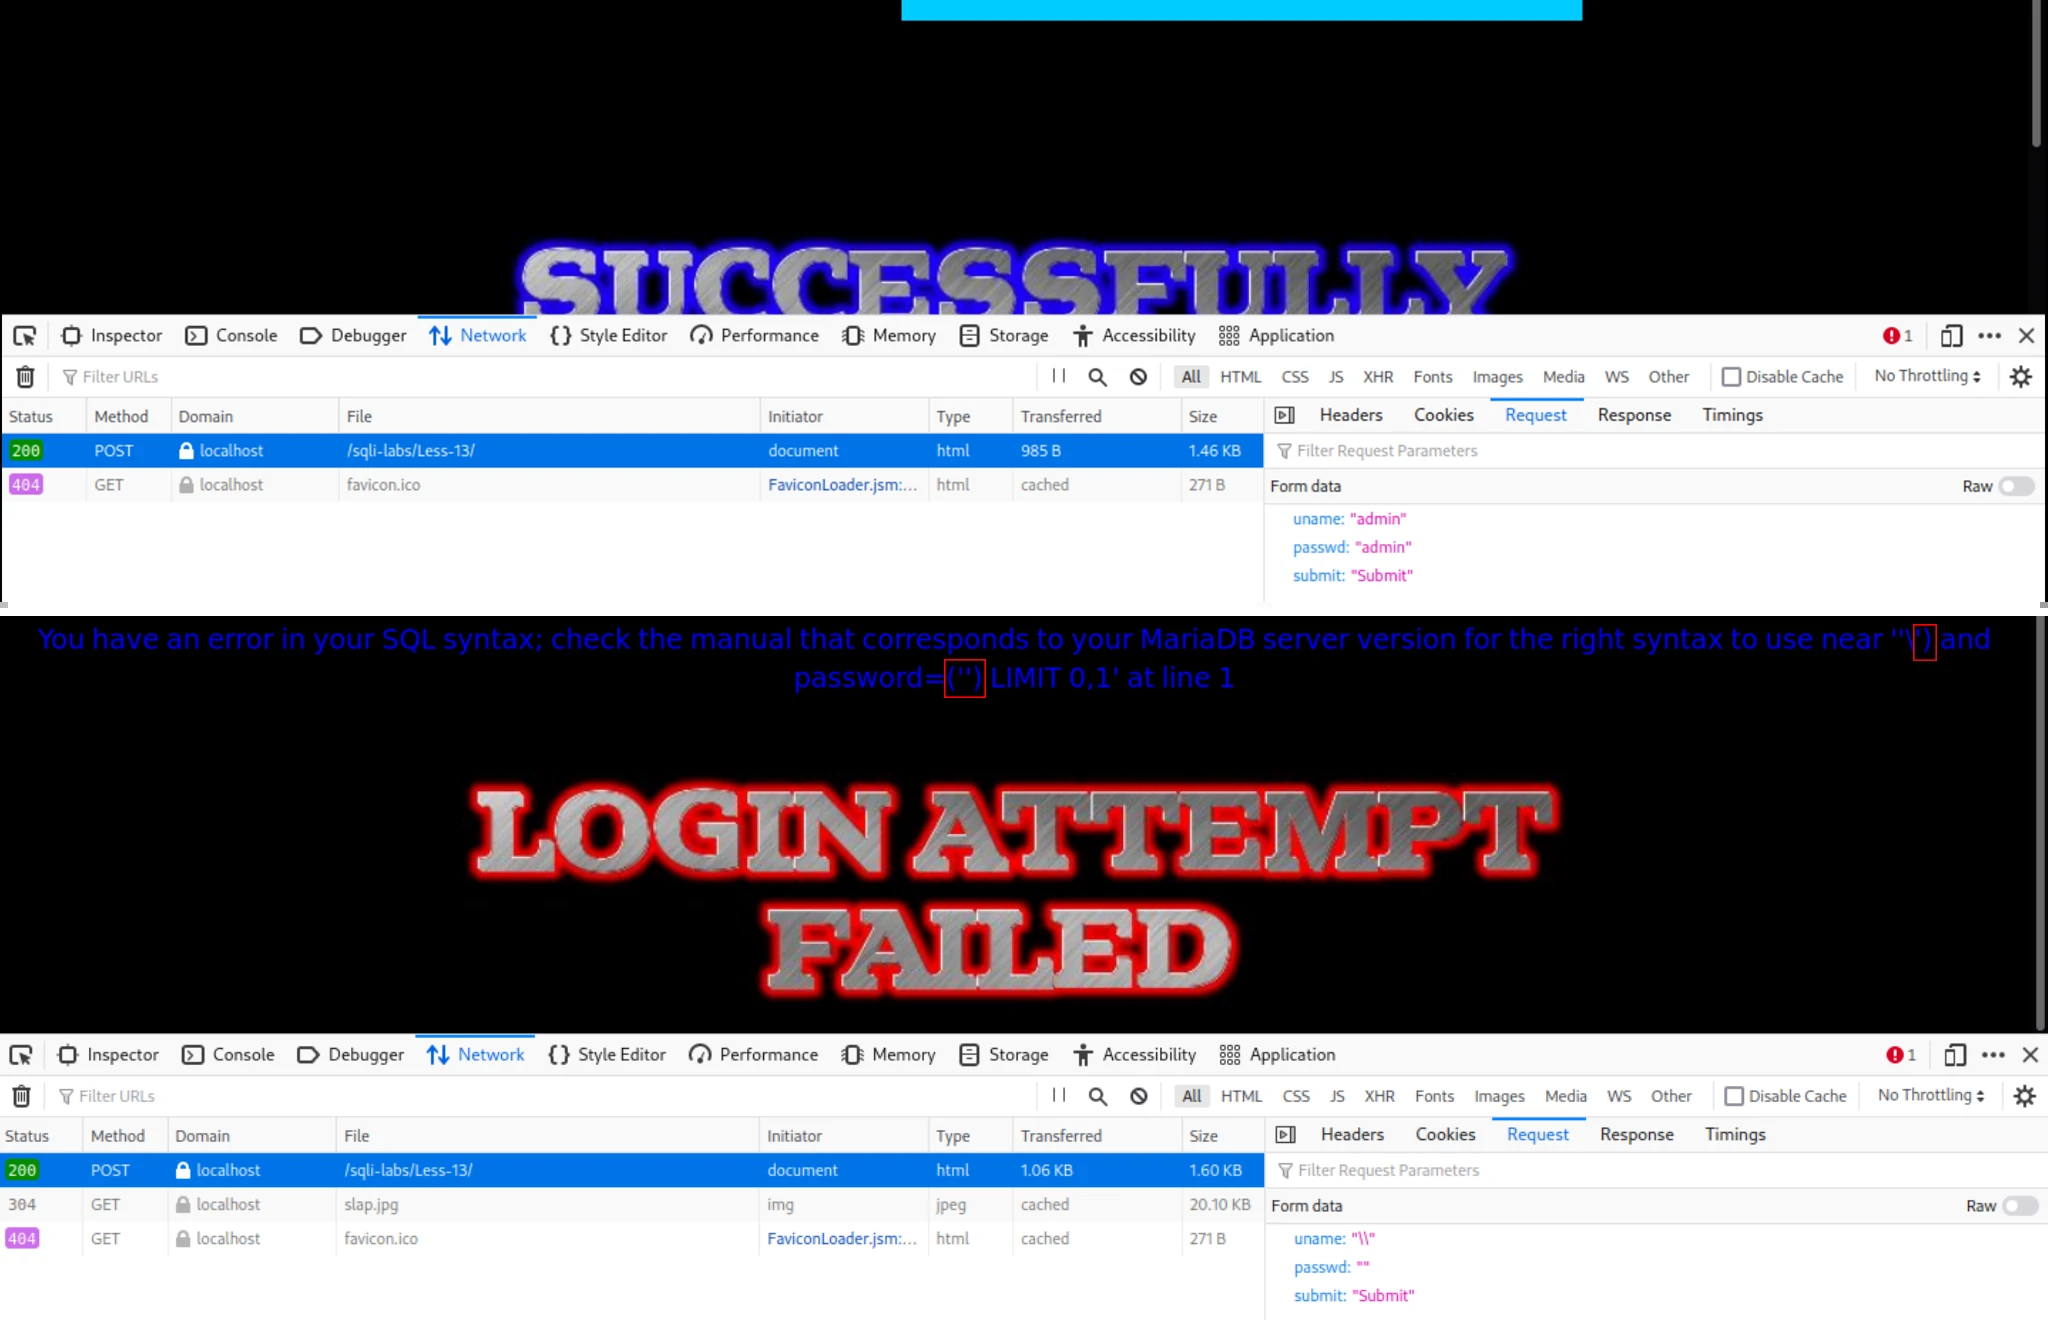 SUCCESSFULLY
Inspector Console Debugger Network Style Editor Performance Memory Storage Accessibility Application 1
Filter URLs All HTML CSS JS XHR Fonts Images Media WS Other Disable Cache No Throttling
Status Method Domain File Initiator Type Transferred Size Headers Cookies Request Response Timings
200 POST localhost /sqli-labs/Less-13/ document html 985 B 1.46 KB Filter Request Parameters
404 GET localhost favicon.ico FaviconLoader.jsm:... html cached 271 B Form data Raw
uname: "admin"
passwd: "admin"
submit: "Submit"
You have an error in your SQL syntax; check the manual that corresponds to your MariaDB server version for the right syntax to use near ''\') and
password=('') LIMIT 0,1' at line 1
LOGIN ATTEMPT
FAILED
Inspector Console Debugger Network Style Editor Performance Memory Storage Accessibility Application 1
Filter URLs All HTML CSS JS XHR Fonts Images Media WS Other Disable Cache No Throttling
Status Method Domain File Initiator Type Transferred Size Headers Cookies Request Response Timings
200 POST localhost /sqli-labs/Less-13/ document html 1.06 KB 1.60 KB Filter Request Parameters
304 GET localhost slap.jpg img jpeg cached 20.10 KB Form data Raw
404 GET localhost favicon.ico FaviconLoader.jsm:... html cached 271 B uname: "\\"
passwd: ""
submit: "Submit"